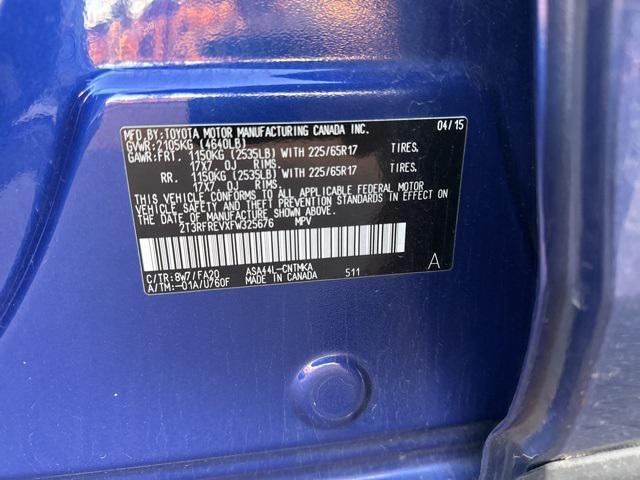 MFD.BY:TOYOTA MOTOR MANUFACTURING CANADA INC. 04/15
GVWR:2105KG (4640LB)
GAWR:FRT. 1150KG (2535LB) WITH 225/65R17 TIRES.
17X7 0J RIMS.
RR. 1150KG (2535LB) WITH 225/65R17 TIRES.
17X7 0J RIMS.
THIS VEHICLE CONFORMS TO ALL APPLICABLE FEDERAL MOTOR
VEHICLE SAFETY AND THEFT PREVENTION STANDARDS IN EFFECT ON
THE DATE OF MANUFACTURE SHOWN ABOVE.
2T3RFREVXFW325676 MPV
C/TR:8W7/FA20 ASA44L-CNTMKA
A/TM:-01A/U760F MADE IN CANADA 511 A